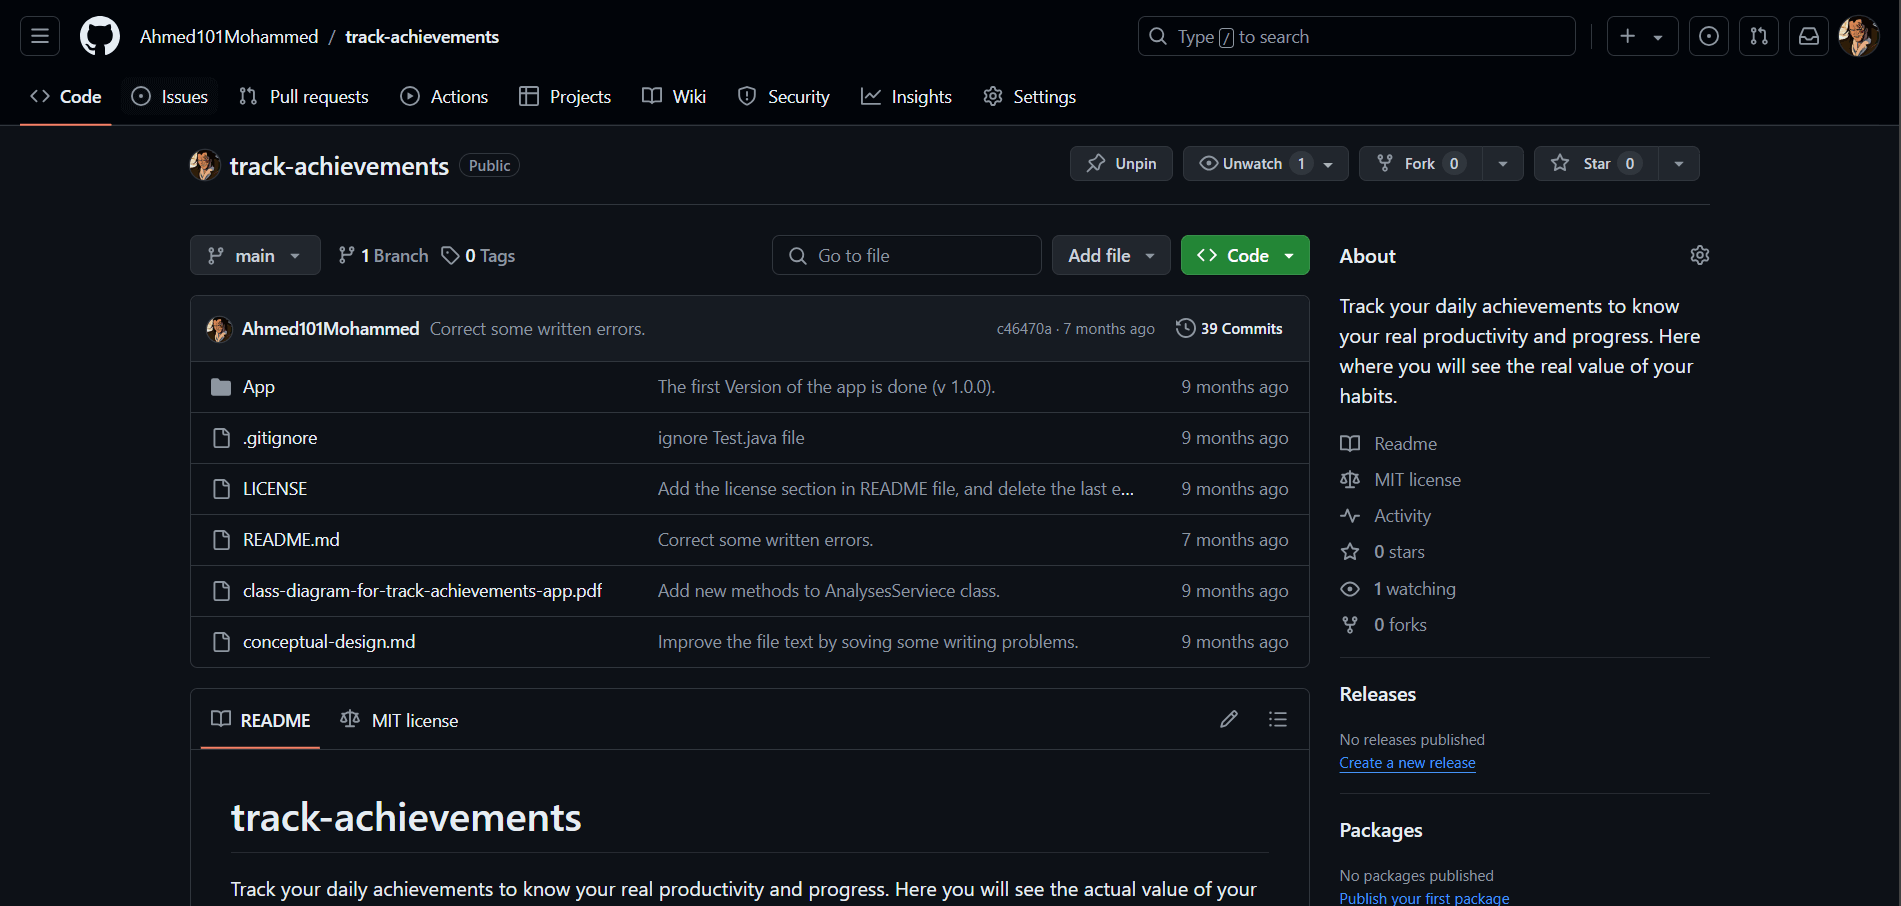 Ahmed101Mohammed / track-achievements
Type / to search
Code
Issues
Pull requests
Actions
Projects
Wiki
Security
Insights
Settings
track-achievements
Public
Unpin
Unwatch 1
Fork 0
Star 0
main
1 Branch
0 Tags
Go to file
Add file
Code
Ahmed101Mohammed Correct some written errors.
c46470a · 7 months ago
39 Commits
App The first Version of the app is done (v 1.0.0). 9 months ago
.gitignore ignore Test.java file 9 months ago
LICENSE Add the license section in README file, and delete the last e... 9 months ago
README.md Correct some written errors. 7 months ago
class-diagram-for-track-achievements-app.pdf Add new methods to AnalysesServiece class. 9 months ago
conceptual-design.md Improve the file text by soving some writing problems. 9 months ago
README
MIT license
track-achievements
Track your daily achievements to know your real productivity and progress. Here you will see the actual value of your
About
Track your daily achievements to know
your real productivity and progress. Here
where you will see the real value of your
habits.
Readme
MIT license
Activity
0 stars
1 watching
0 forks
Releases
No releases published
Create a new release
Packages
No packages published
Publish your first package